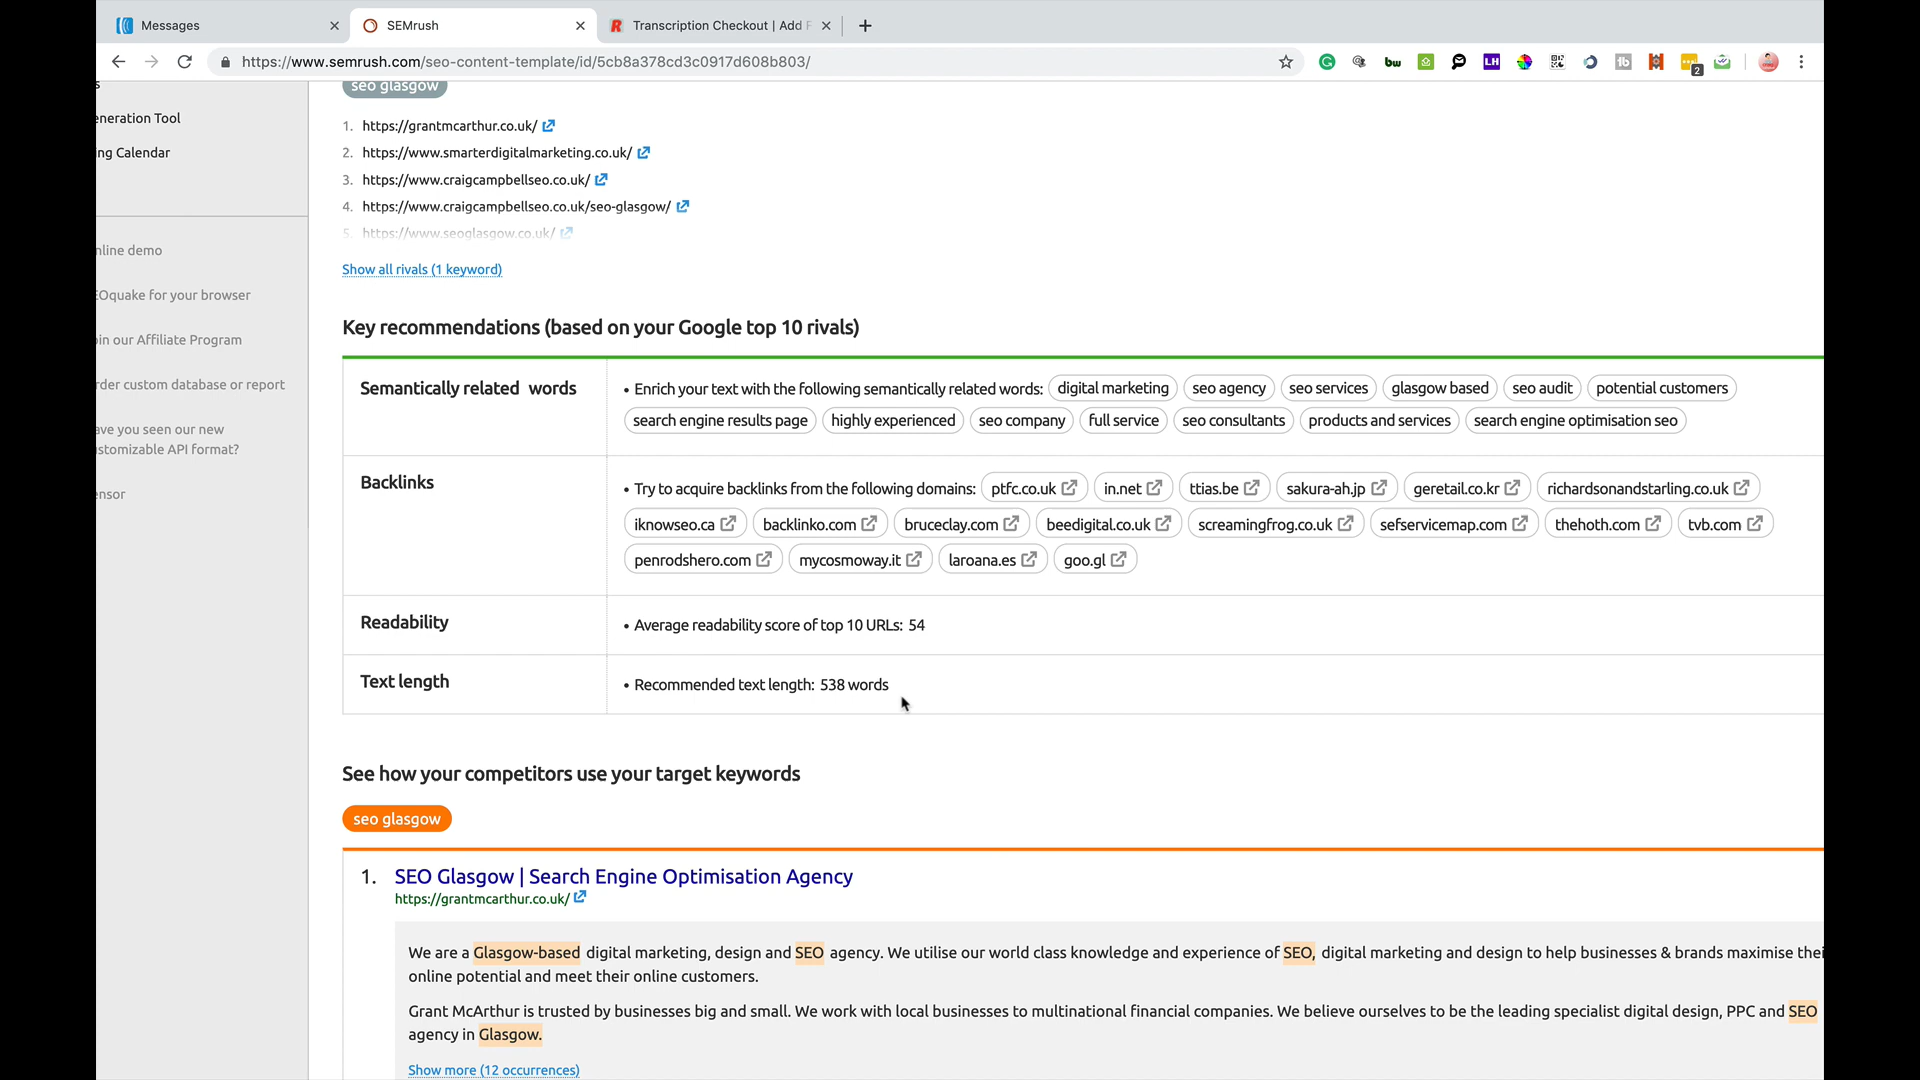 Messages
SEMrush
Transcription Checkout | Add F
https://www.semrush.com/seo-content-template/id/5cb8a378cd3c0917d608b803/
bw
LH
tb
2
s
eneration Tool
ing Calendar
nline demo
EOquake for your browser
oin our Affiliate Program
rder custom database or report
ave you seen our new
ustomizable API format?
ensor
seo glasgow
1. https://grantmcarthur.co.uk/
2. https://www.smarterdigitalmarketing.co.uk/
3. https://www.craigcampbellseo.co.uk/
4. https://www.craigcampbellseo.co.uk/seo-glasgow/
5. https://www.seoglasgow.co.uk/
Show all rivals (1 keyword)
Key recommendations (based on your Google top 10 rivals)
Semantically related words
• Enrich your text with the following semantically related words: digital marketing seo agency seo services glasgow based seo audit potential customers
search engine results page highly experienced seo company full service seo consultants products and services search engine optimisation seo
Backlinks
• Try to acquire backlinks from the following domains: ptfc.co.uk in.net ttias.be sakura-ah.jp geretail.co.kr richardsonandstarling.co.uk
iknowseo.ca backlinko.com bruceclay.com beedigital.co.uk screamingfrog.co.uk sefservicemap.com thehoth.com tvb.com
penrodshero.com mycosmoway.it laroana.es goo.gl
Readability
• Average readability score of top 10 URLs: 54
Text length
• Recommended text length: 538 words
See how your competitors use your target keywords
seo glasgow
1. SEO Glasgow | Search Engine Optimisation Agency
https://grantmcarthur.co.uk/
We are a Glasgow-based digital marketing, design and SEO agency. We utilise our world class knowledge and experience of SEO, digital marketing and design to help businesses & brands maximise thei
online potential and meet their online customers.
Grant McArthur is trusted by businesses big and small. We work with local businesses to multinational financial companies. We believe ourselves to be the leading specialist digital design, PPC and SEO
agency in Glasgow.
Show more (12 occurrences)